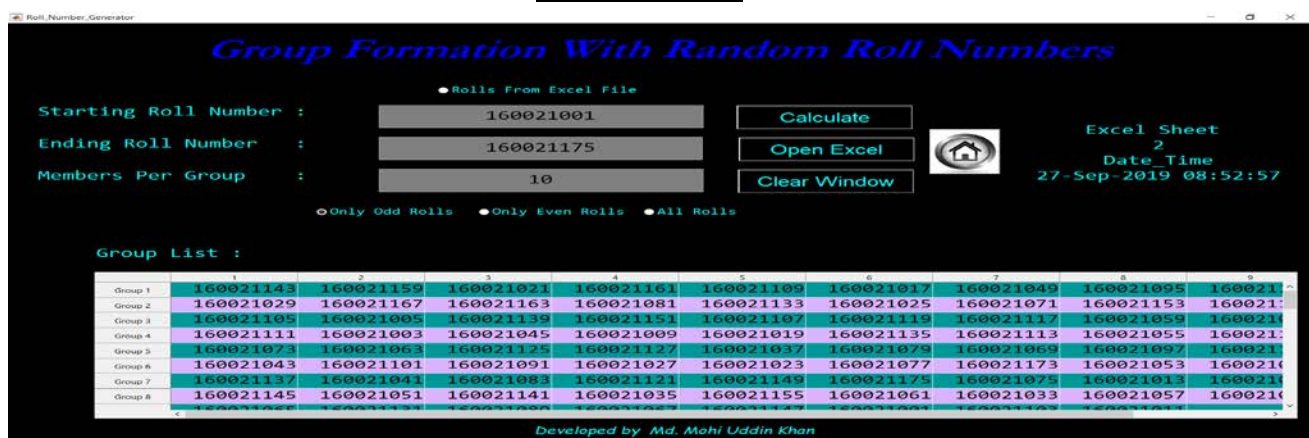 Roll_Number_Generator
Group Formation With Random Roll Numbers
Rolls From Excel File
Starting Roll Number : 160021001 Calculate
Ending Roll Number : 160021175 Open Excel
Members Per Group : 10 Clear Window
Excel Sheet
2
Date_Time
27-Sep-2019 08:52:57
Only Odd Rolls Only Even Rolls All Rolls
Group List :
1 2 3 4 5 6 7 8 9
Group 1 160021143 160021159 160021021 160021161 160021109 160021017 160021049 160021095
Group 2 160021029 160021167 160021163 160021081 160021133 160021025 160021071 160021153
Group 3 160021105 160021005 160021139 160021151 160021107 160021119 160021117 160021059
Group 4 160021111 160021003 160021045 160021009 160021019 160021135 160021113 160021055
Group 5 160021073 160021063 160021125 160021127 160021037 160021079 160021069 160021097
Group 6 160021043 160021101 160021091 160021027 160021023 160021077 160021173 160021053
Group 7 160021137 160021041 160021083 160021121 160021149 160021175 160021075 160021013
Group 8 160021145 160021051 160021141 160021035 160021155 160021061 160021033 160021057
Developed by Md. Mohi Uddin Khan